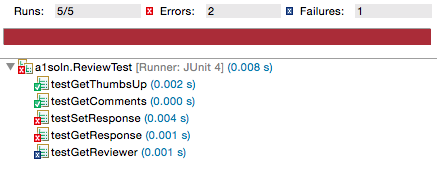 Runs: 5/5 Errors: 2 Failures: 1
a1soln.ReviewTest [Runner: JUnit 4] (0.008 s)
testGetThumbsUp (0.002 s)
testGetComments (0.000 s)
testSetResponse (0.004 s)
testGetResponse (0.001 s)
testGetReviewer (0.001 s)